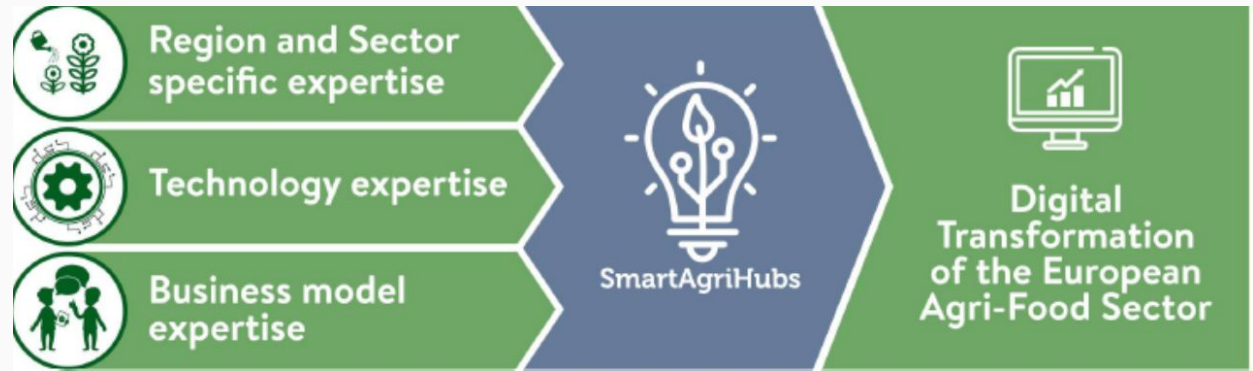 Region and Sector
specific expertise
Technology expertise
Business model
expertise
SmartAgriHubs
Digital
Transformation
of the European
Agri-Food Sector